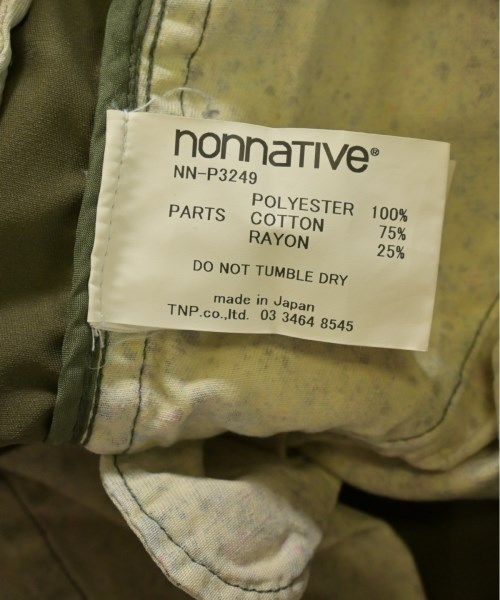 nonnative®
NN-P3249
POLYESTER 100%
PARTS COTTON 75%
RAYON 25%
DO NOT TUMBLE DRY
made in Japan
TNP.co.,ltd. 03 3464 8545